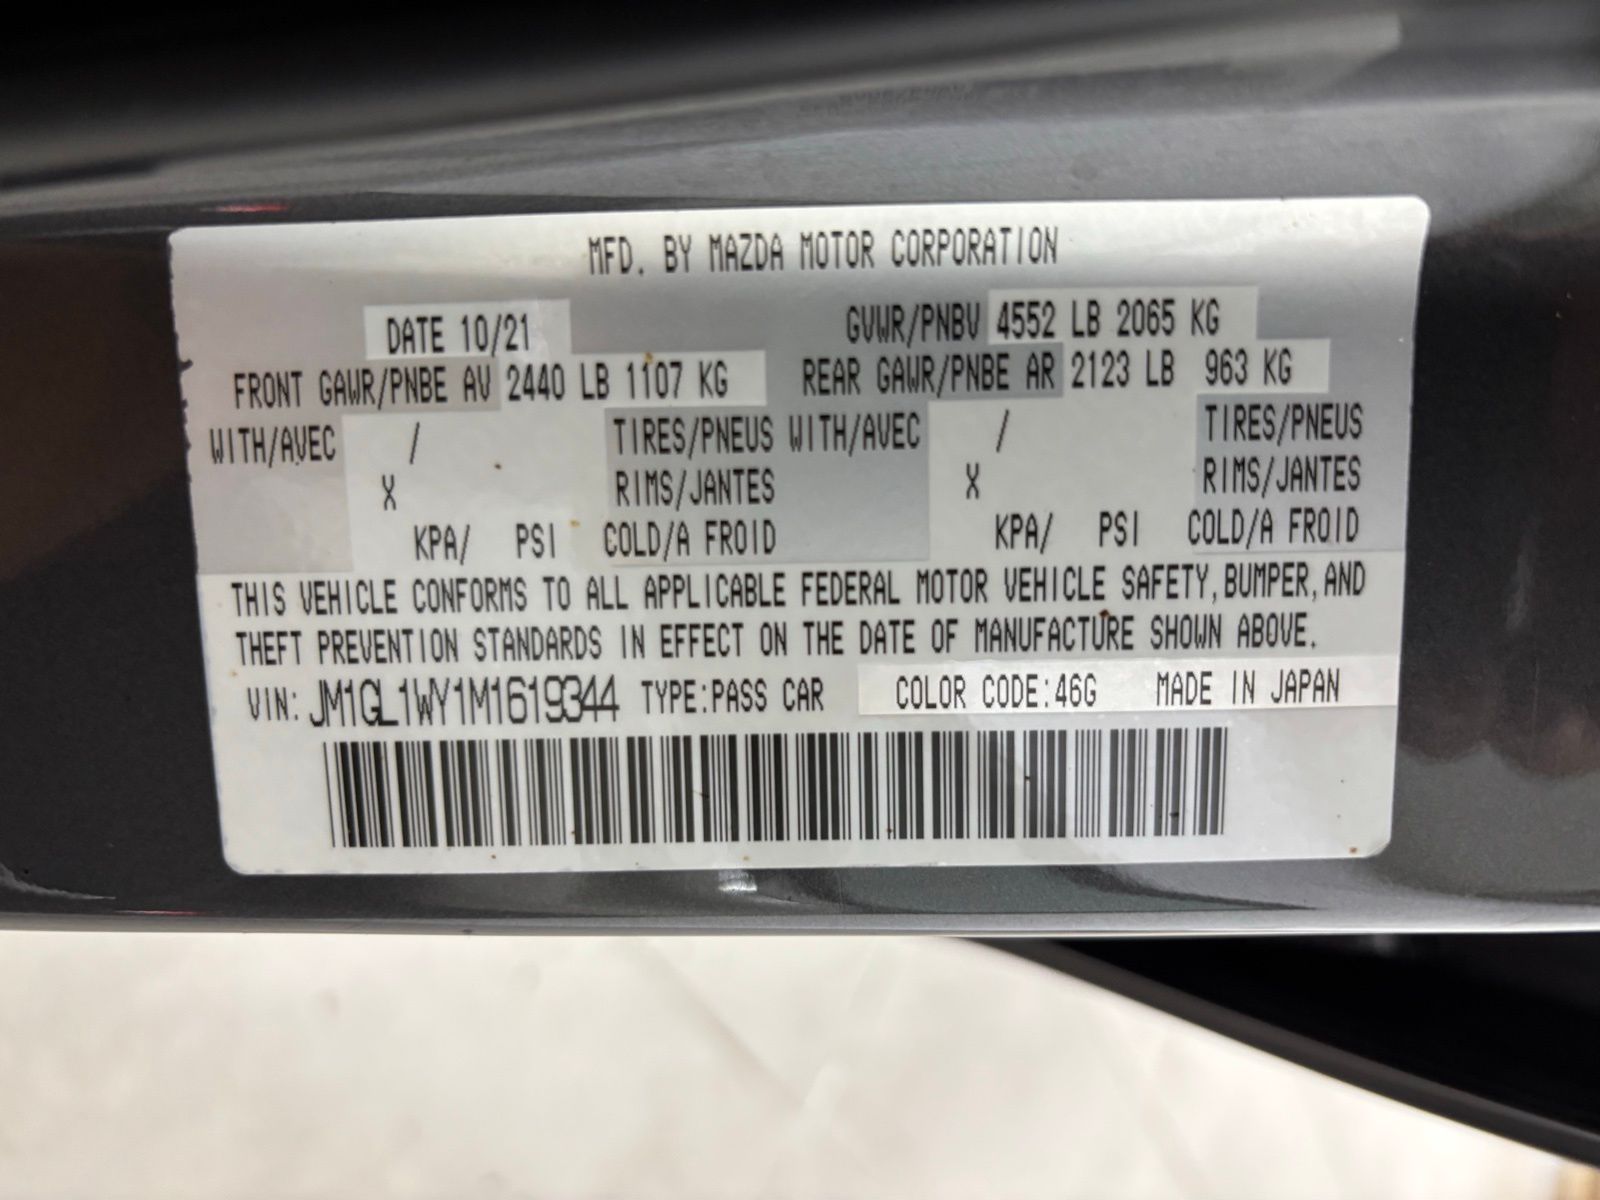 MFD. BY MAZDA MOTOR CORPORATION
DATE 10/21 GVWR/PNBV 4552 LB 2065 KG
FRONT GAWR/PNBE AV 2440 LB 1107 KG REAR GAWR/PNBE AR 2123 LB 963 KG
WITH/AVEC / TIRES/PNEUS WITH/AVEC / TIRES/PNEUS
X RIMS/JANTES X RIMS/JANTES
KPA/ PSI COLD/A FROID KPA/ PSI COLD/A FROID
THIS VEHICLE CONFORMS TO ALL APPLICABLE FEDERAL MOTOR VEHICLE SAFETY, BUMPER, AND
THEFT PREVENTION STANDARDS IN EFFECT ON THE DATE OF MANUFACTURE SHOWN ABOVE.
VIN: JM1GL1WY1M1619344 TYPE:PASS CAR COLOR CODE:46G MADE IN JAPAN